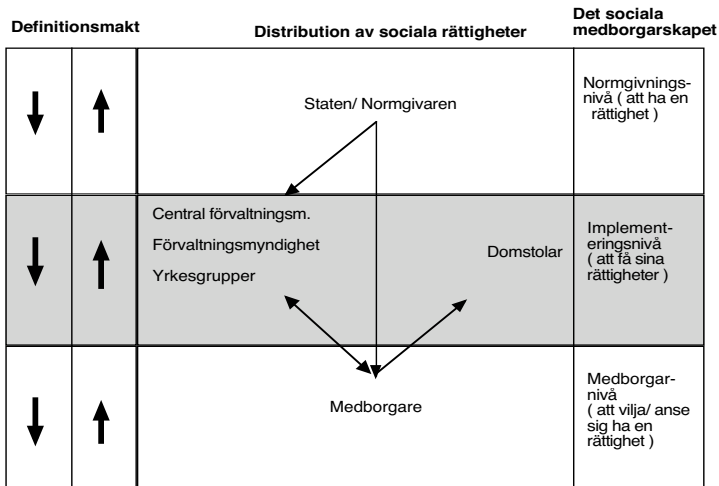 Definitionsmakt
Distribution av sociala rättigheter
Det sociala
medborgarskapet
Staten/ Normgivaren
Normgivnings-
nivå ( att ha en
rättighet )
Central förvaltningsm.
Förvaltningsmyndighet
Yrkesgrupper
Domstolar
Implement-
eringsnivå
( att få sina
rättigheter )
Medborgare
Medborgar-
nivå
( att vilja/ anse
sig ha en
rättighet )